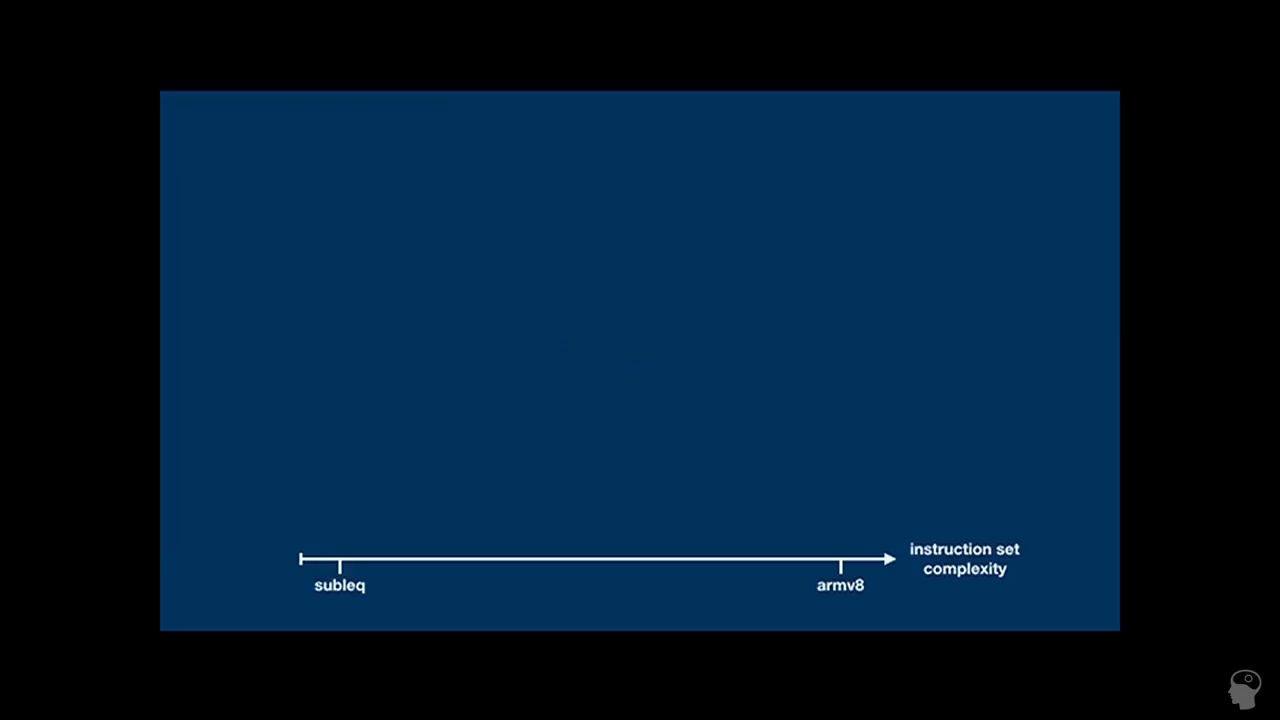 instruction set
complexity
subleq
armv8